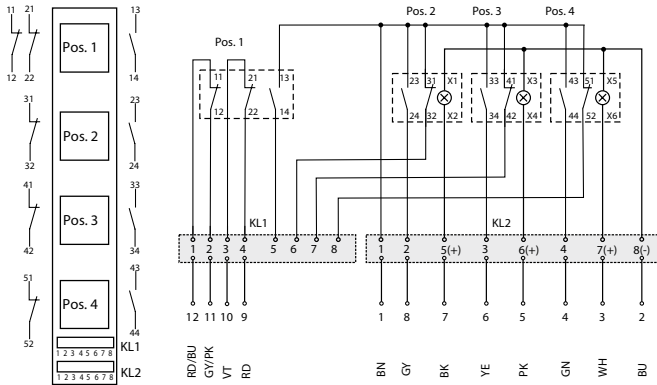 11 21 13
Pos. 1
12 22 14
31 23
Pos. 2
32 24
41 33
Pos. 3
42 34
51 43
Pos. 4
52 44
1 2 3 4 5 6 7 8 KL1
1 2 3 4 5 6 7 8 KL2
Pos. 1 Pos. 2 Pos. 3 Pos. 4
11 21 13
12 22 14
23 31 X1
24 32 X2
33 41 X3
34 42 X4
43 51 X5
44 52 X6
KL1 KL2
1 2 3 4 5 6 7 8
1 2 5(+) 3 6(+) 4 7(+) 8(-)
12 11 10 9
1 8 7 6 5 4 3 2
RD/BU GY/PK VT RD
BN GY BK YE PK GN WH BU